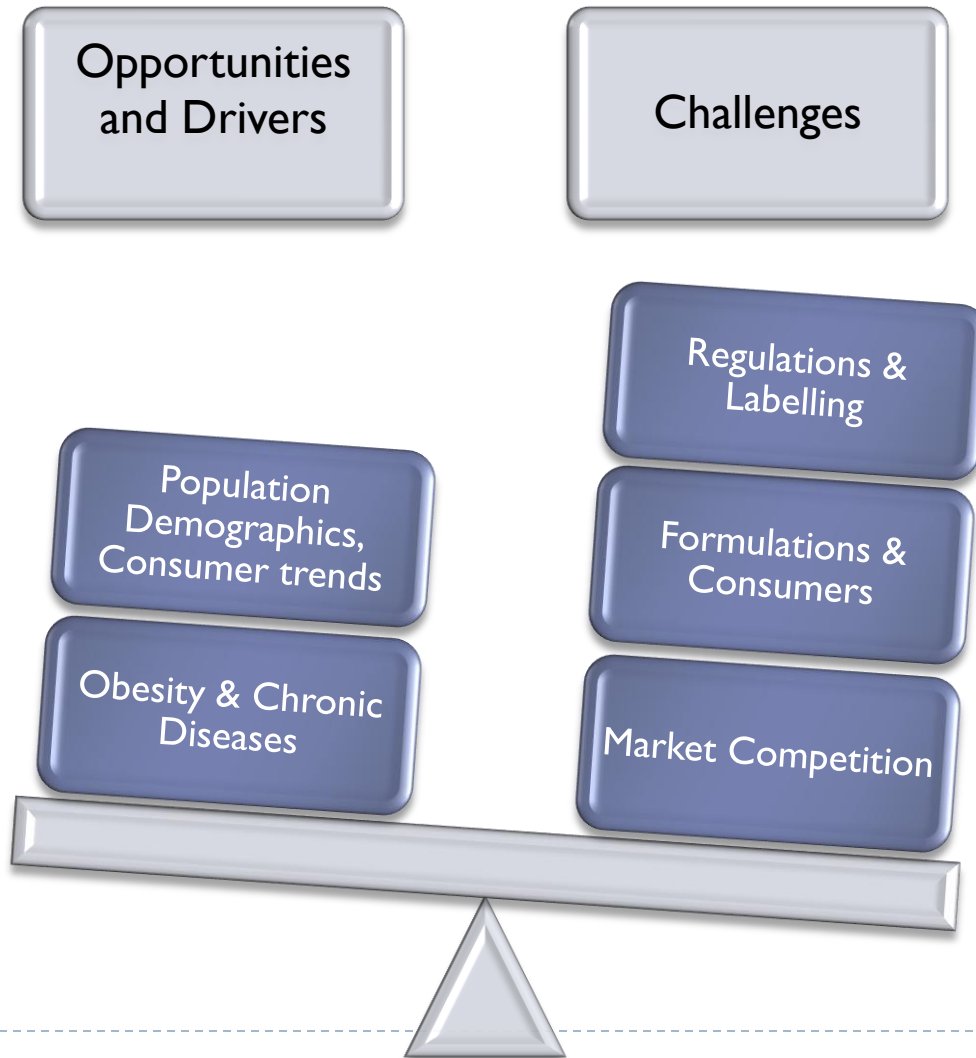 Opportunities
and Drivers
Challenges
Regulations &
Labelling
Population
Demographics,
Consumer trends
Formulations &
Consumers
Obesity & Chronic
Diseases
Market Competition